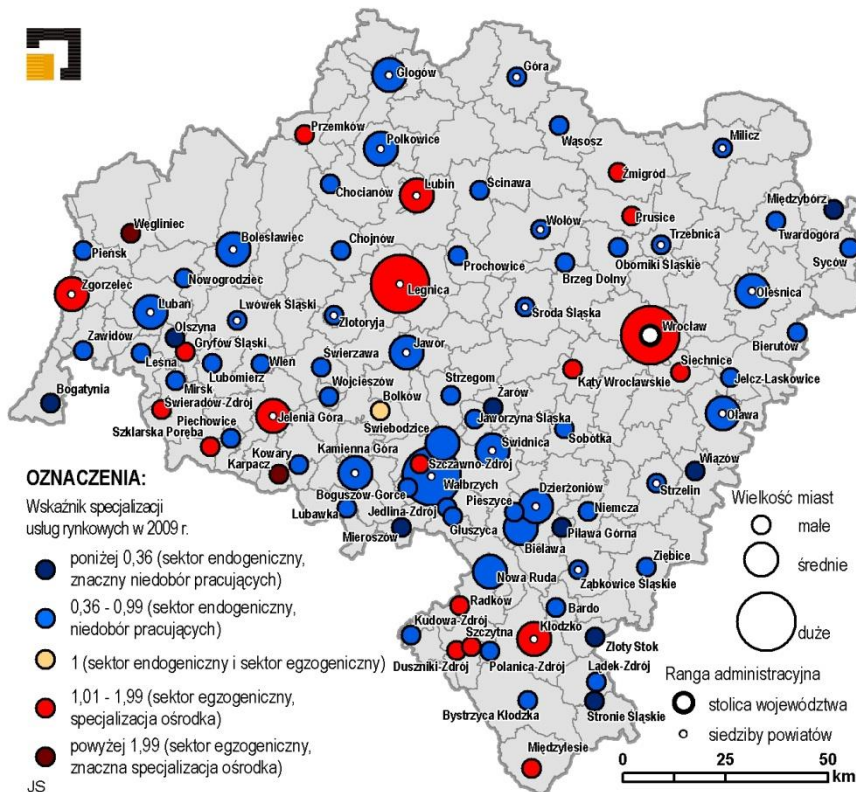 Głogów
Góra
Przemków
Polkowice
Wąsosz
Milicz
Żmigród
Chocianów
Lubin
Ścinawa
Międzybórz
Prusice
Węgliniec
Wołów
Trzebnica
Twardogóra
Bolesławiec
Chojnów
Pieńsk
Prochowice
Oborniki Śląskie
Syców
Nowogrodziec
Brzeg Dolny
Zgorzelec
Legnica
Oleśnica
Lubań
Lwówek Śląski
Złotoryja
Środa Śląska
Wrocław
Olszyna
Zawidów
Gryfów Śląski
Jawor
Bierutów
Leśna
Wleń
Świerzawa
Siechnice
Lubomierz
Kąty Wrocławskie
Mirsk
Wojcieszów
Strzegom
Jelcz-Laskowice
Bogatynia
Bolków
Żarów
Świeradów-Zdrój
Piechowice
Jelenia Góra
Jaworzyna Śląska
Oława
Świebodzice
Szklarska Poręba
Sobótka
Kowary
Kamienna Góra
Świdnica
Karpacz
Szczawno-Zdrój
Wiązów
OZNACZENIA:
Wałbrzych
Dzierżoniów
Strzelin
Boguszów-Gorce
Pieszyce
Wielkość miast
Wskaźnik specjalizacji
usług rynkowych w 2009 r.
Lubawka
Jedlina-Zdrój
Niemcza
małe
Głuszyca
Mieroszów
Piława Górna
Bielawa
średnie
poniżej 0,36 (sektor endogeniczny,
znaczny niedobór pracujących)
Ziębice
Nowa Ruda
Ząbkowice Śląskie
0,36 - 0,99 (sektor endogeniczny,
niedobór pracujących)
Radków
Bardo
duże
Kudowa-Zdrój
Kłodzko
Szczytna
Złoty Stok
1 (sektor endogeniczny i sektor egzogeniczny)
Duszniki-Zdrój
Polanica-Zdrój
Lądek-Zdrój
Ranga administracyjna
1,01 - 1,99 (sektor egzogeniczny,
specjalizacja ośrodka)
stolica województwa
Bystrzyca Kłodzka
Stronie Śląskie
siedziby powiatów
powyżej 1,99 (sektor egzogeniczny,
znaczna specjalizacja ośrodka)
Międzylesie
0 25 50
km
JS